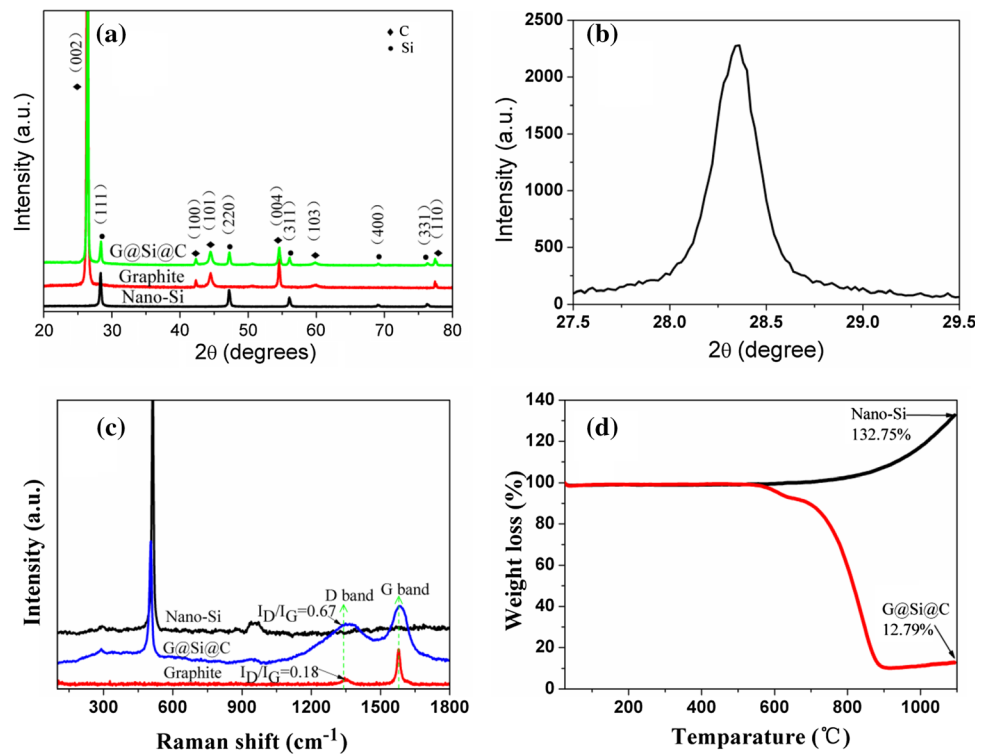 (a)
◆ C
● Si
(002)
(111)
(100)
(101)
(220)
(004)
(311)
(103)
(400)
(331)
(110)
G@Si@C
Graphite
Nano-Si
Intensity (a.u.)
20 30 40 50 60 70 80
2θ (degrees)
(b)
2500
2000
1500
1000
500
0
Intensity (a.u.)
27.5 28.0 28.5 29.0 29.5
2θ (degree)
(c)
Nano-Si
G@Si@C
Graphite
I_D/I_G=0.67
D band
G band
I_D/I_G=0.18
Intensity (a.u.)
300 600 900 1200 1500 1800
Raman shift (cm⁻¹)
(d)
140
120
100
80
60
40
20
0
Weight loss (%)
Nano-Si
132.75%
G@Si@C
12.79%
200 400 600 800 1000
Temparature (℃)